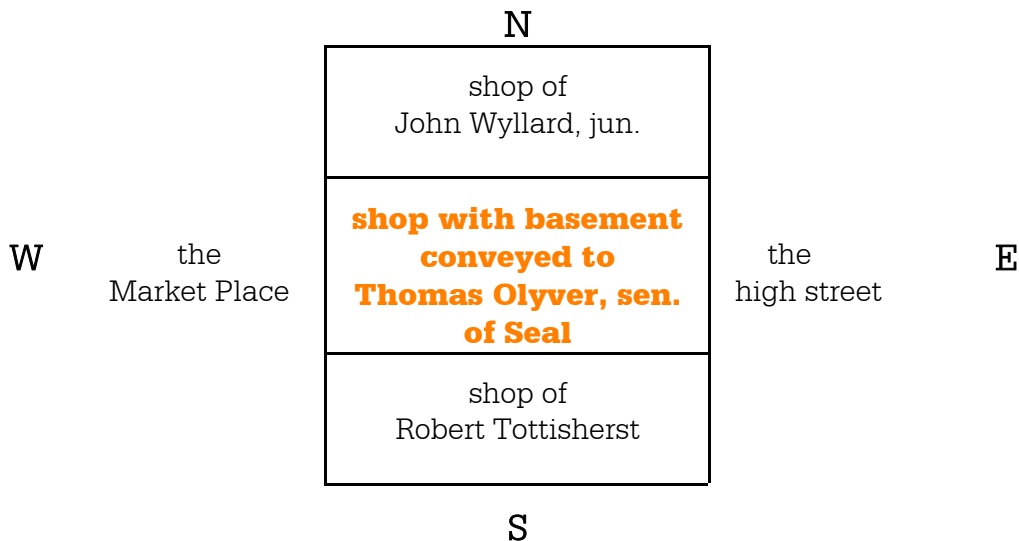 N
shop of
John Wyllard, jun.
shop with basement
conveyed to
Thomas Olyver, sen.
of Seal
W
the
Market Place
the
high street
E
shop of
Robert Tottisherst
S